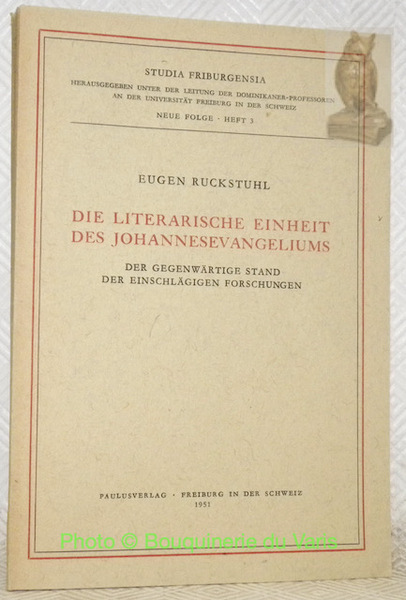 STUDIA FRIBURGENSIA
HERAUSGEGEBEN UNTER DER LEITUNG DER DOMINIKANER-PROFESSOREN
AN DER UNIVERSITÄT FREIBURG IN DER SCHWEIZ
NEUE FOLGE · HEFT 3
EUGEN RUCKSTUHL
DIE LITERARISCHE EINHEIT
DES JOHANNESEVANGELIUMS
DER GEGENWÄRTIGE STAND
DER EINSCHLÄGIGEN FORSCHUNGEN
PAULUSVERLAG · FREIBURG IN DER SCHWEIZ
1951
Photo © Bouquinerie du Varis